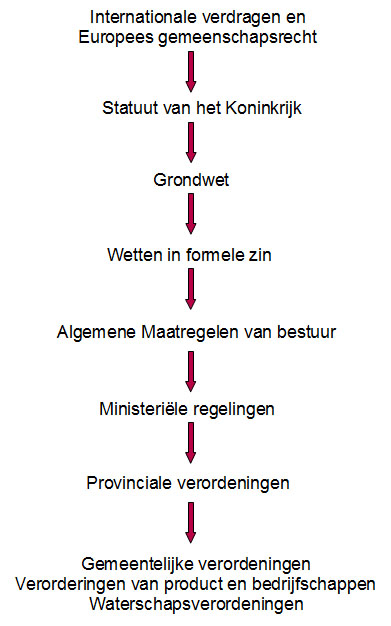 Internationale verdragen en
Europees gemeenschapsrecht
Statuut van het Koninkrijk
Grondwet
Wetten in formele zin
Algemene Maatregelen van bestuur
Ministeriële regelingen
Provinciale verordeningen
Gemeentelijke verordeningen
Verorderingen van product en bedrijfschappen
Waterschapsverordeningen